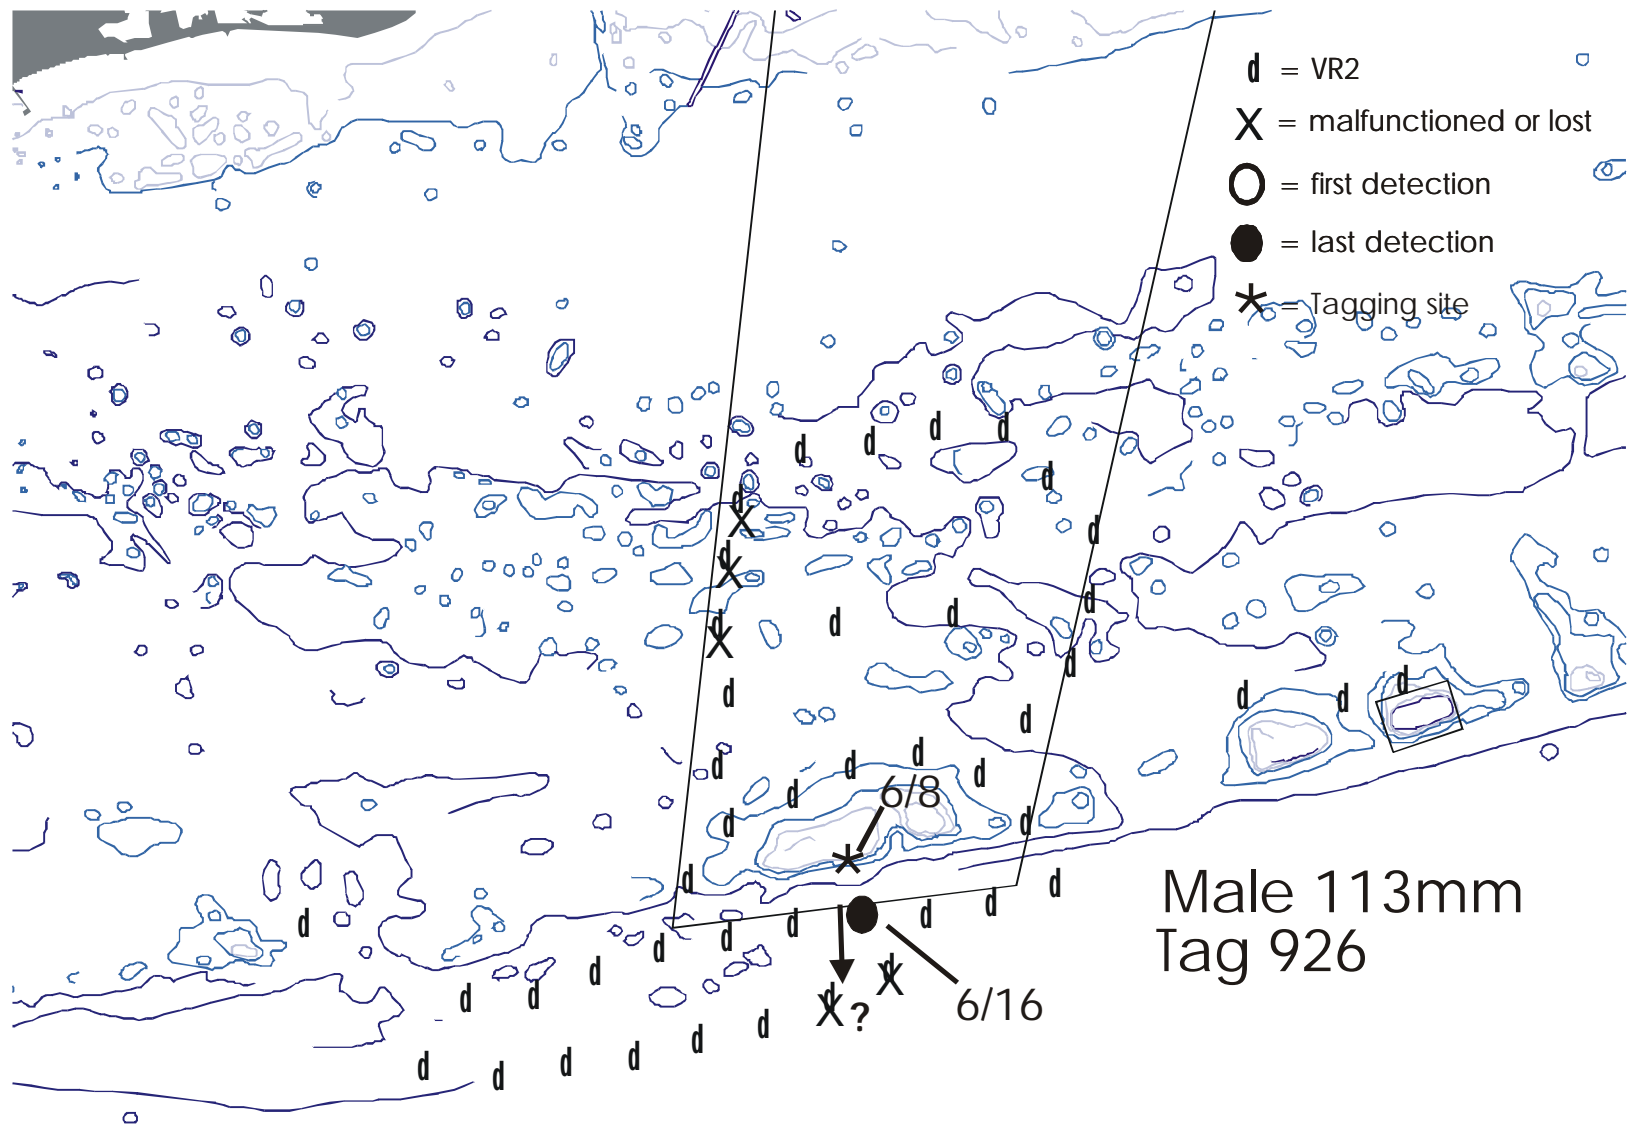 d = VR2
X = malfunctioned or lost
= first detection
= last detection
* = Tagging site
d d d d
d
d
X
d
d
X
d
d
d
d
X
d
d
d d d
d
d
d
d
d
d
d
6/8
d
d
*
d
d
d
d
d
d
d
d
d
Male 113mm
Tag 926
d
d
d
d
X
d
X
?
6/16
d
d
d
d
d
d